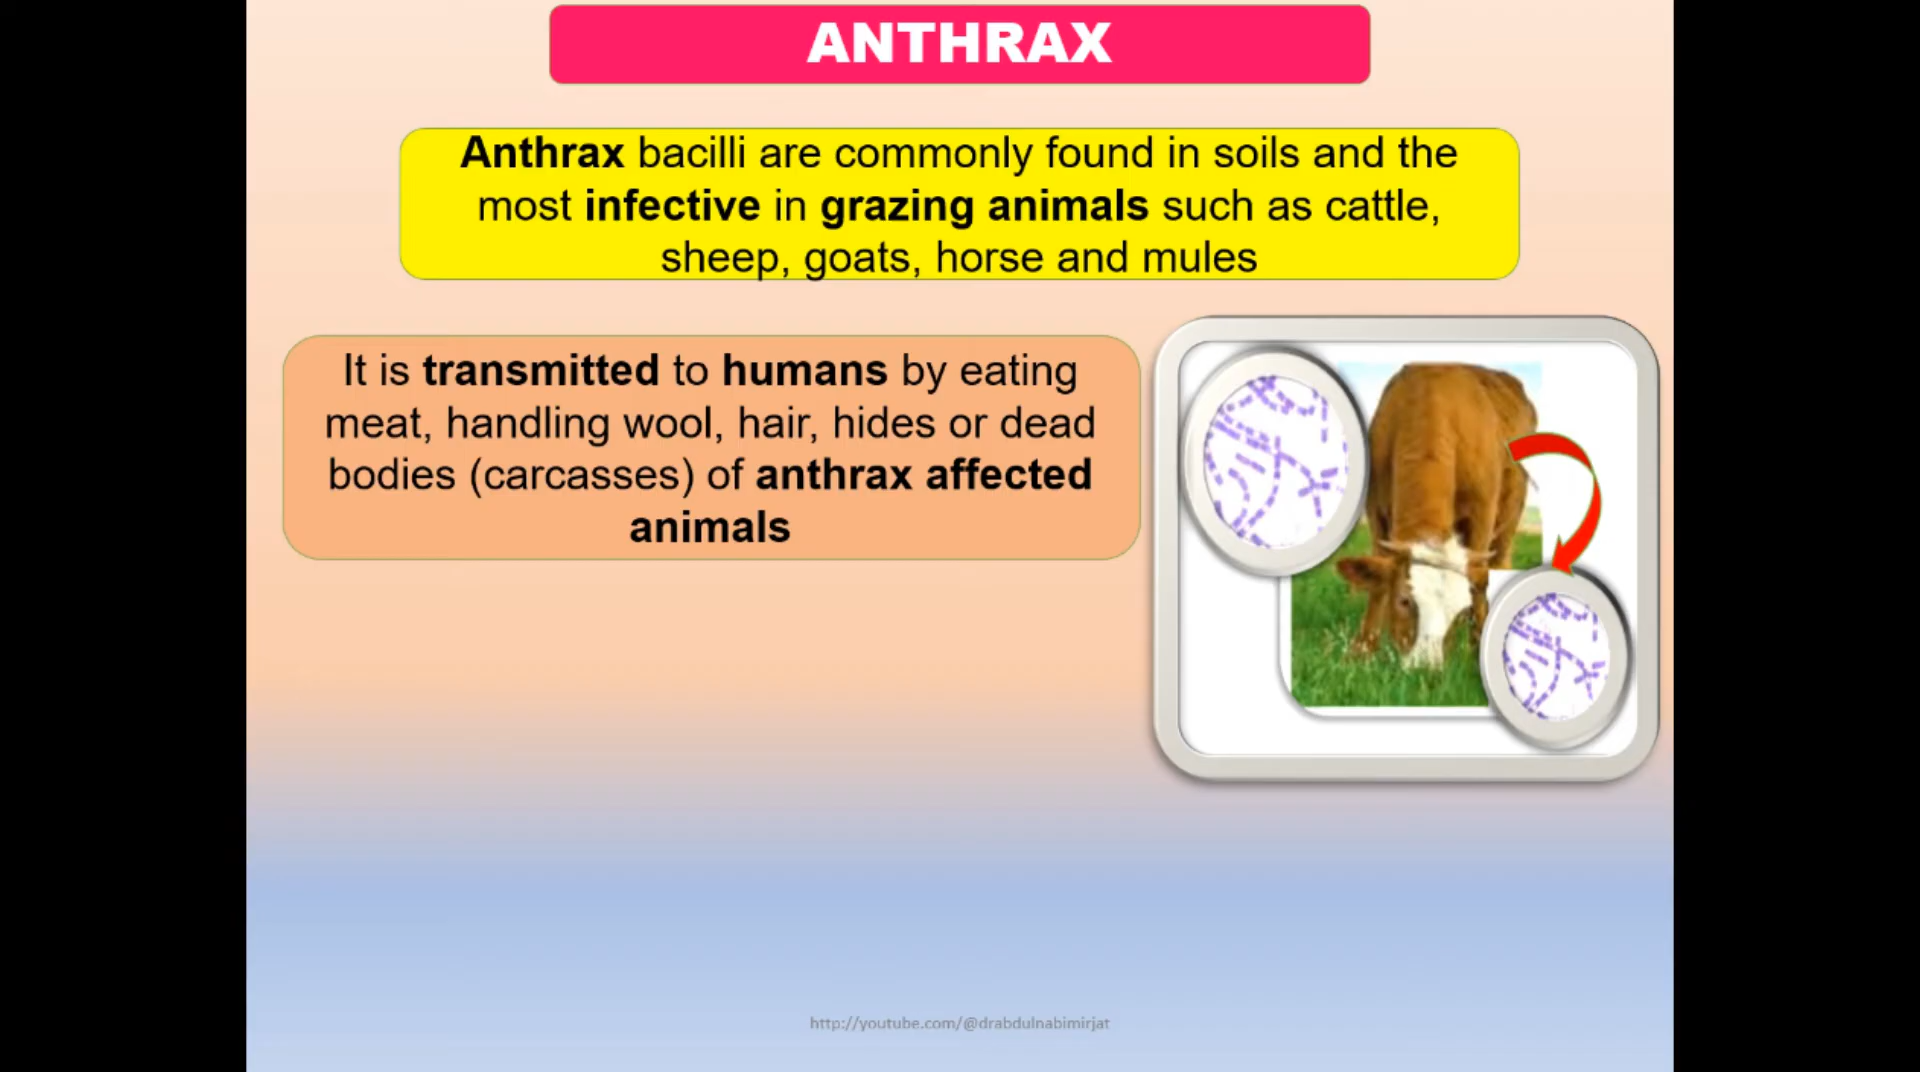 ANTHRAX
Anthrax bacilli are commonly found in soils and the
most infective in grazing animals such as cattle,
sheep, goats, horse and mules
It is transmitted to humans by eating
meat, handling wool, hair, hides or dead
bodies (carcasses) of anthrax affected
animals
http://youtube.com/@drabdulnabimirjat